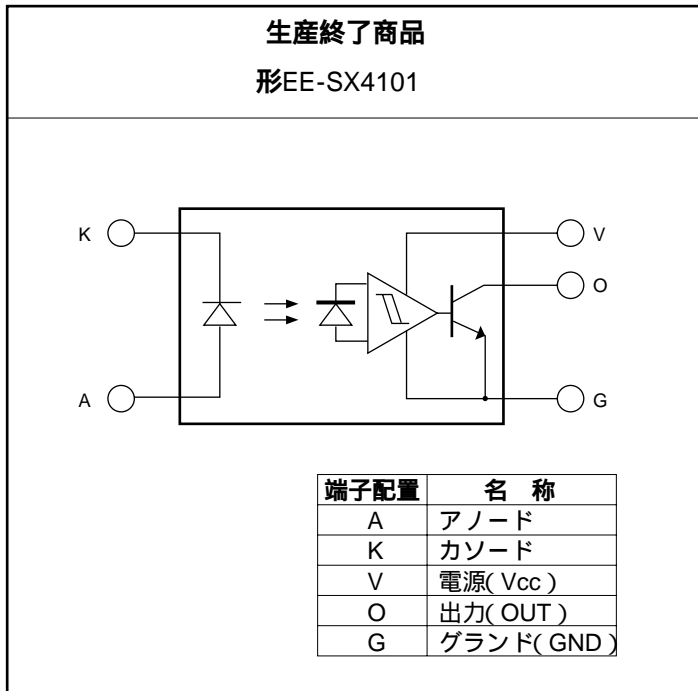 生産終了商品
形EE-SX4101
K
V
O
A
G
端子配置 名 称
A アノード
K カソード
V 電源( Vcc )
O 出力( OUT )
G グランド( GND )